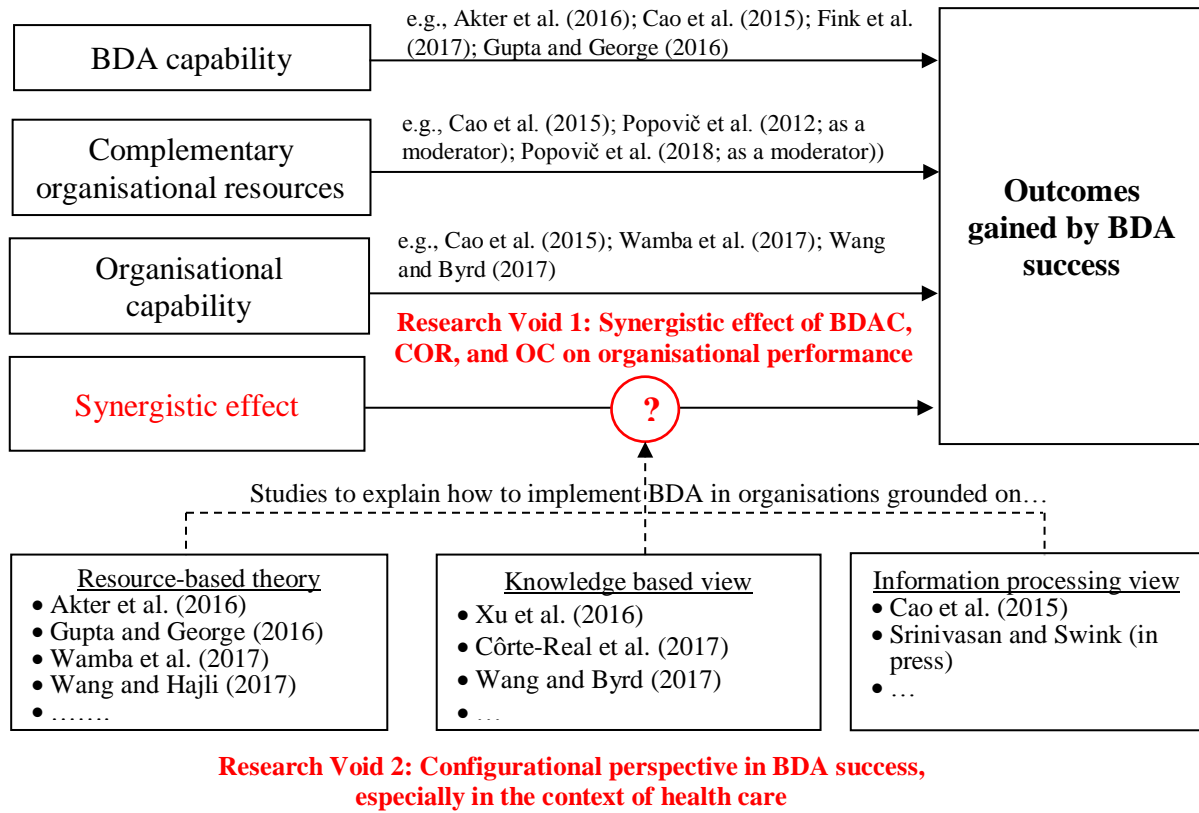 BDA capability
e.g., Akter et al. (2016); Cao et al. (2015); Fink et al.
(2017); Gupta and George (2016)
Complementary
organisational resources
e.g., Cao et al. (2015); Popovič et al. (2012; as a
moderator); Popovič et al. (2018; as a moderator))
Organisational
capability
e.g., Cao et al. (2015); Wamba et al. (2017); Wang
and Byrd (2017)
Outcomes
gained by BDA
success
Research Void 1: Synergistic effect of BDAC,
COR, and OC on organisational performance
Synergistic effect
?
Studies to explain how to implement BDA in organisations grounded on…
Resource-based theory
• Akter et al. (2016)
• Gupta and George (2016)
• Wamba et al. (2017)
• Wang and Hajli (2017)
• …….
Knowledge based view
• Xu et al. (2016)
• Côrte-Real et al. (2017)
• Wang and Byrd (2017)
• …
Information processing view
• Cao et al. (2015)
• Srinivasan and Swink (in
press)
• …
Research Void 2: Configurational perspective in BDA success,
especially in the context of health care